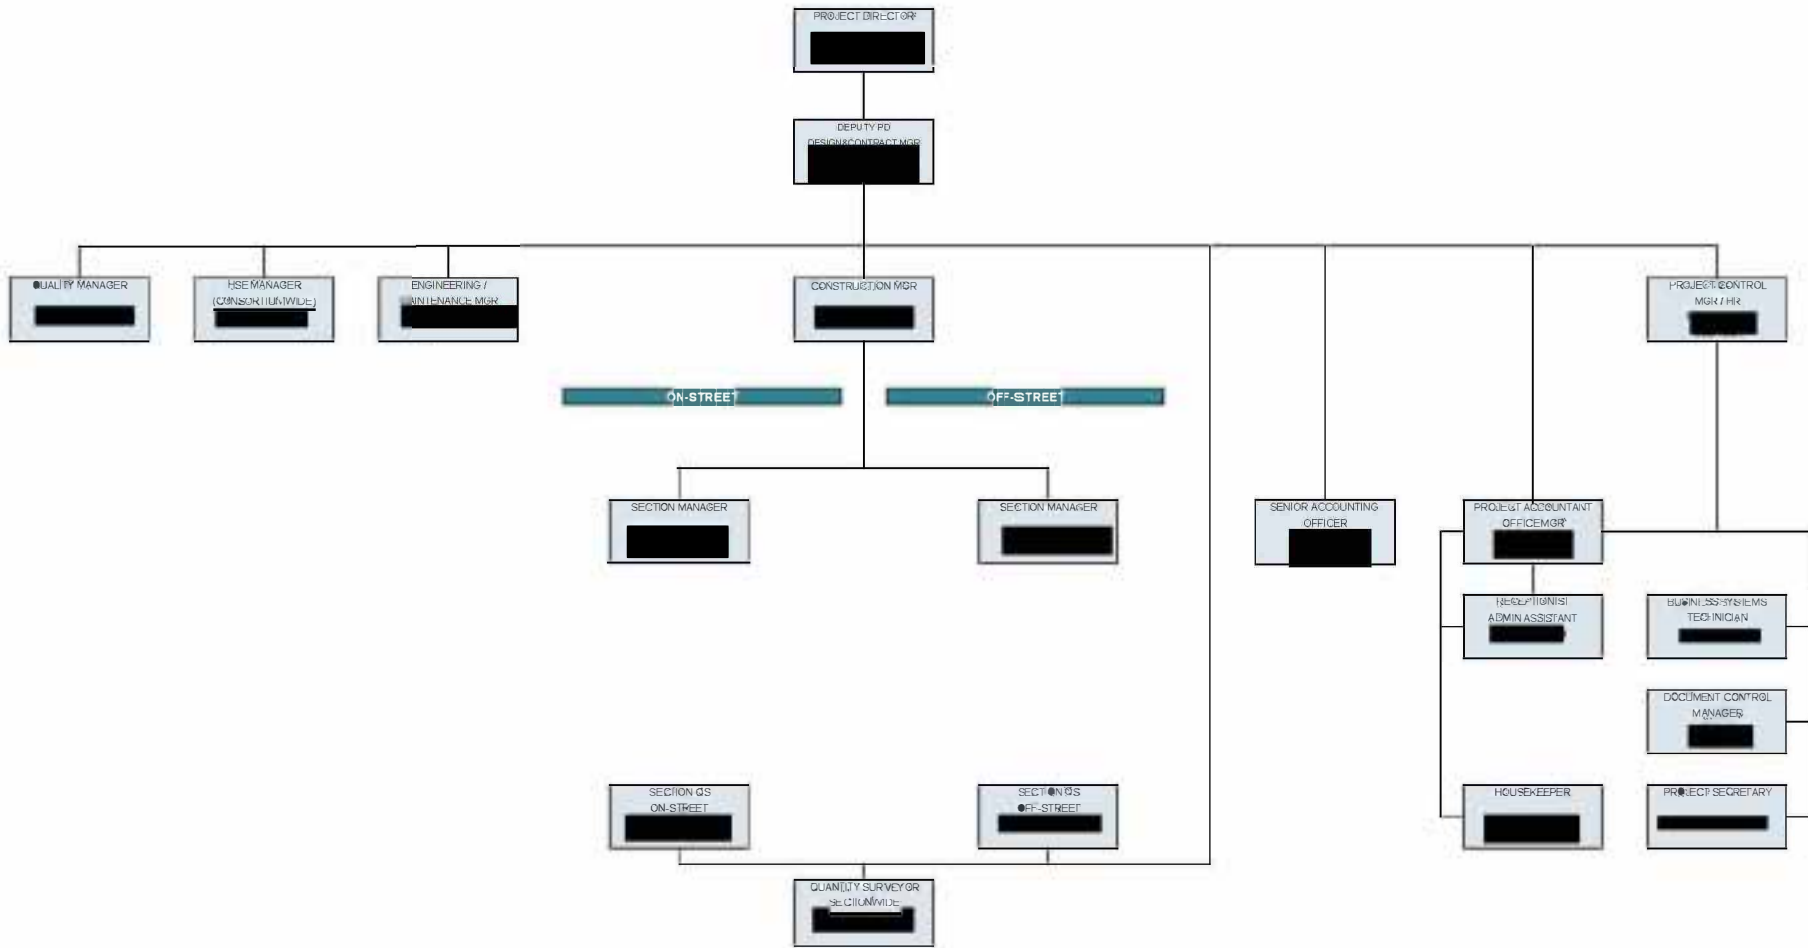 PROJECT DIRECTOR
DEPUTY PD
DESIGN&CONTRACT MGR
QUALITY MANAGER
HSE MANAGER
(CONSORTIUMWIDE)
ENGINEERING /
MAINTENANCE MGR
CONSTRUCTION MGR
PROJECT CONTROL
MGR / HR
ON-STREET
OFF-STREET
SECTION MANAGER
SECTION MANAGER
SENIOR ACCOUNTING
OFFICER
PROJECT ACCOUNTANT
OFFICEMGR
RECEPTIONIST
ADMIN ASSISTANT
BUSINESS SYSTEMS
TECHNICIAN
DOCUMENT CONTROL
MANAGER
SECTION QS
ON-STREET
SECTION QS
OFF-STREET
HOUSEKEEPER
PROJECT SECRETARY
QUANTITY SURVEYOR
SECTIONWIDE